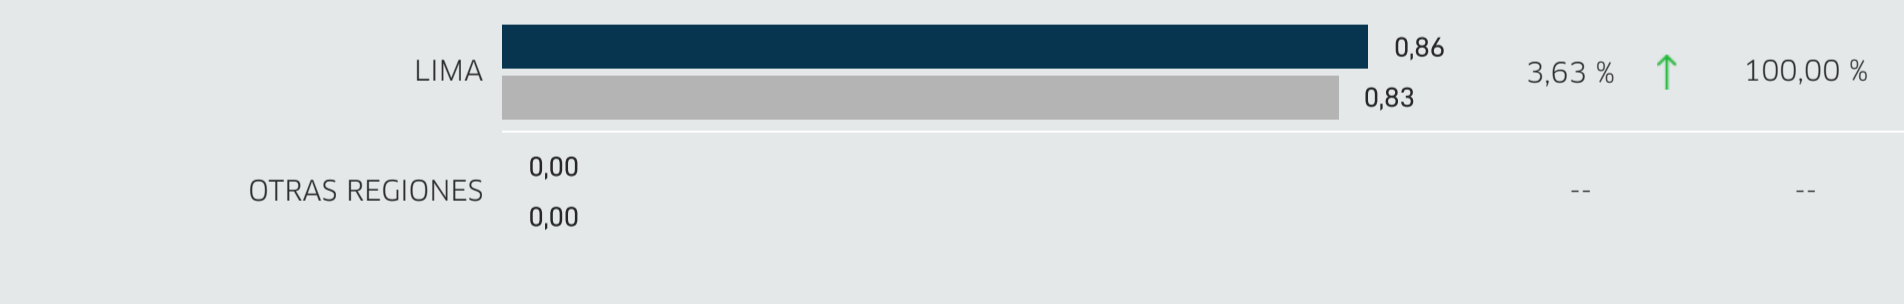 0,86
LIMA 3,63 % ↑ 100,00 %
0,83
0,00
OTRAS REGIONES -- --
0,00